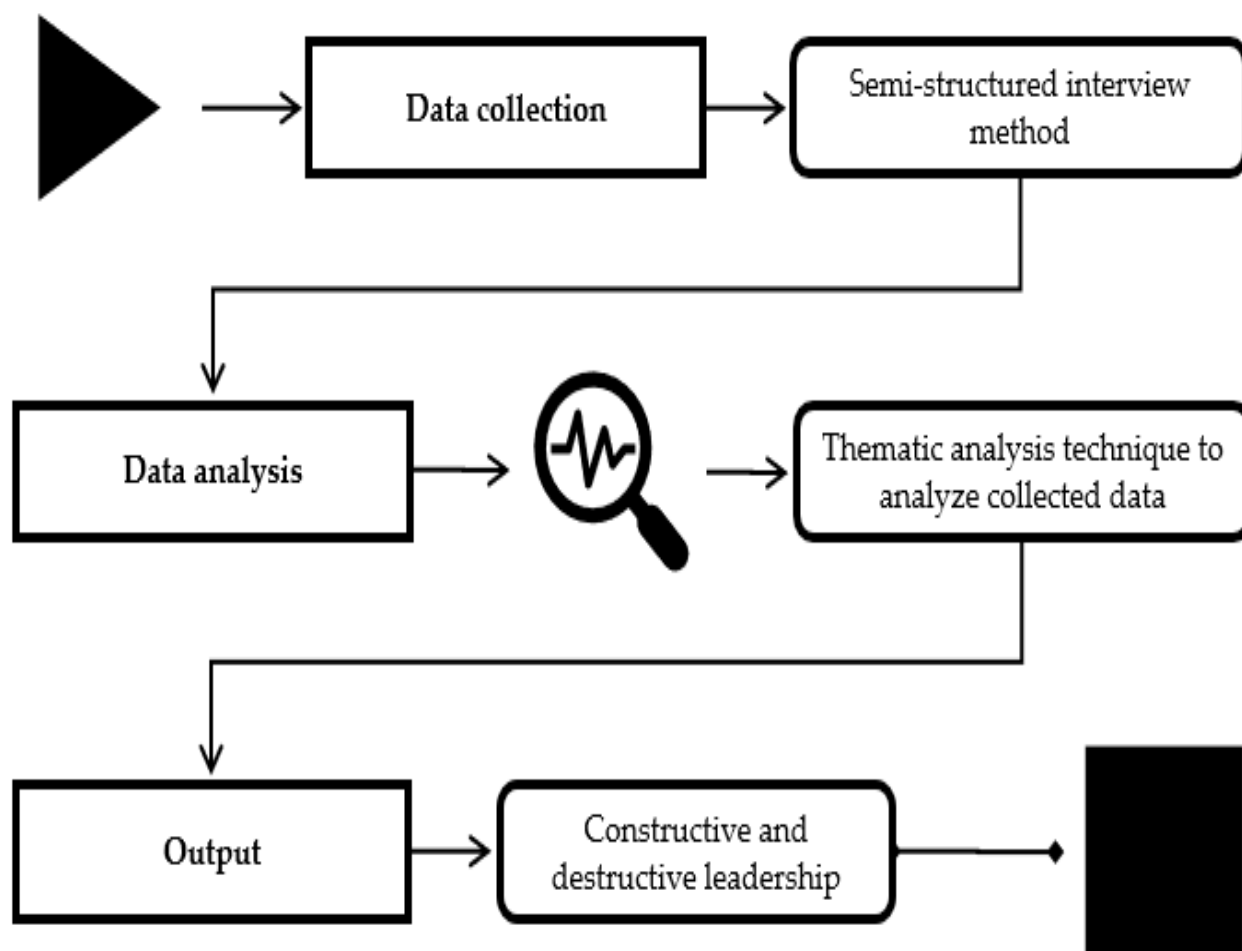 Data collection
Semi-structured interview
method
Data analysis
Thematic analysis technique to
analyze collected data
Output
Constructive and
destructive leadership